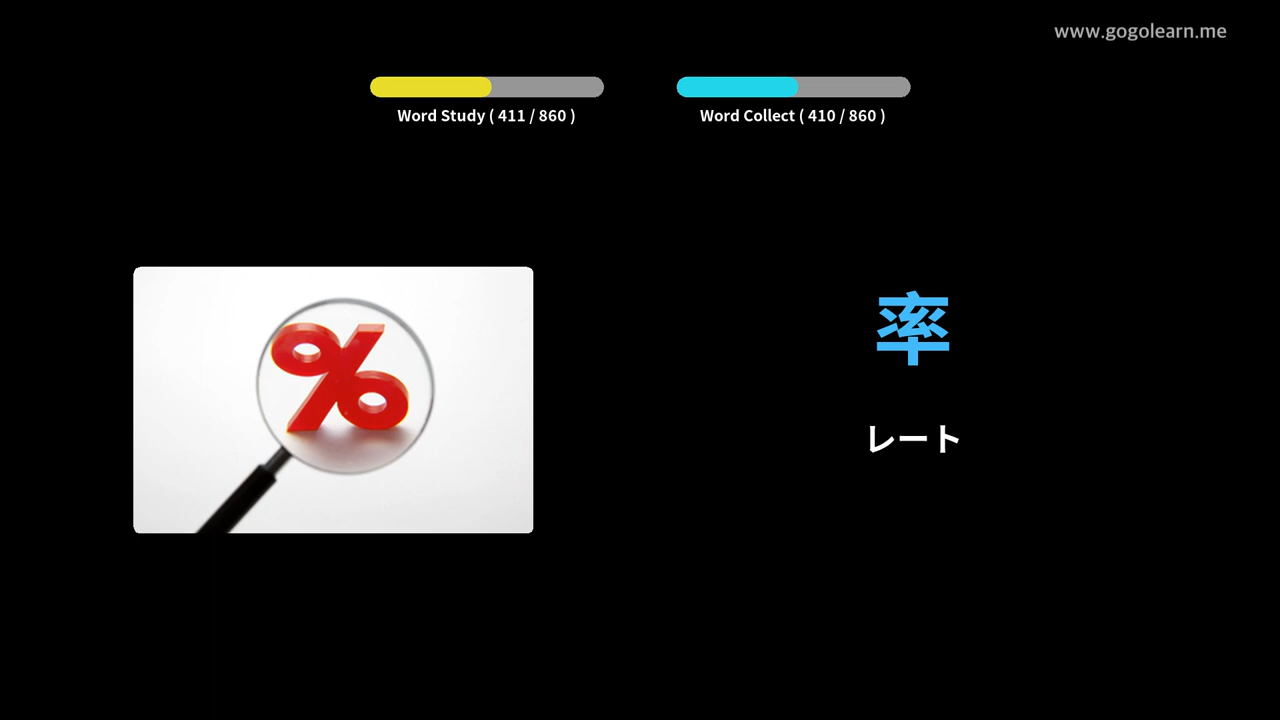 www.gogolearn.me
Word Study ( 411 / 860 )
Word Collect ( 410 / 860 )
%
率
レート